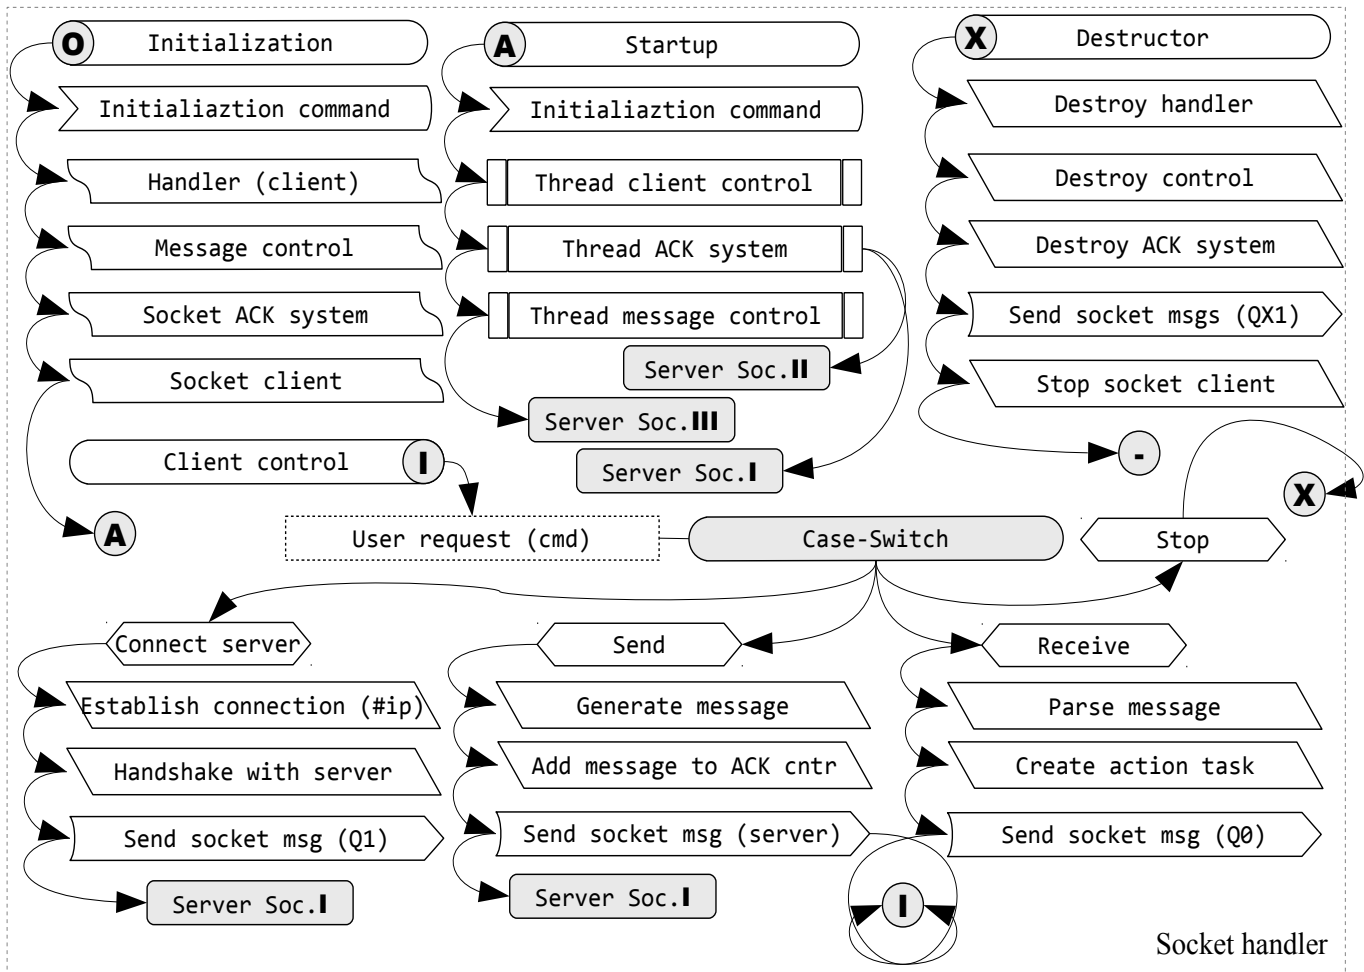 O Initialization
Initialiaztion command
Handler (client)
Message control
Socket ACK system
Socket client
Client control I
A
A Startup
Initialiaztion command
Thread client control
Thread ACK system
Thread message control
Server Soc.II
Server Soc.III
Server Soc.I
X Destructor
Destroy handler
Destroy control
Destroy ACK system
Send socket msgs (QX1)
Stop socket client
-
X
User request (cmd)
Case-Switch
Stop
Connect server
Establish connection (#ip)
Handshake with server
Send socket msg (Q1)
Server Soc.I
Send
Generate message
Add message to ACK cntr
Send socket msg (server)
Server Soc.I
Receive
Parse message
Create action task
Send socket msg (Q0)
I
Socket handler